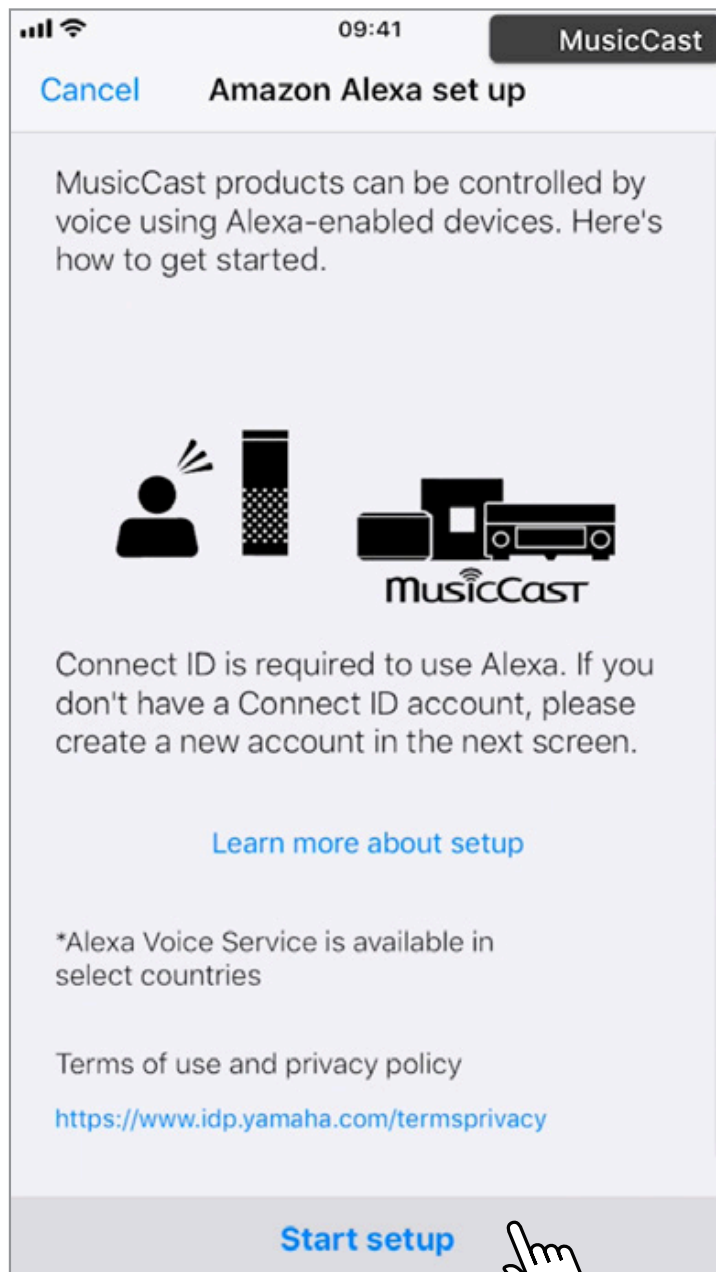 09:41
MusicCast
Cancel
Amazon Alexa set up
MusicCast products can be controlled by
voice using Alexa-enabled devices. Here's
how to get started.
MusicCast
Connect ID is required to use Alexa. If you
don't have a Connect ID account, please
create a new account in the next screen.
Learn more about setup
*Alexa Voice Service is available in
select countries
Terms of use and privacy policy
https://www.idp.yamaha.com/termsprivacy
Start setup